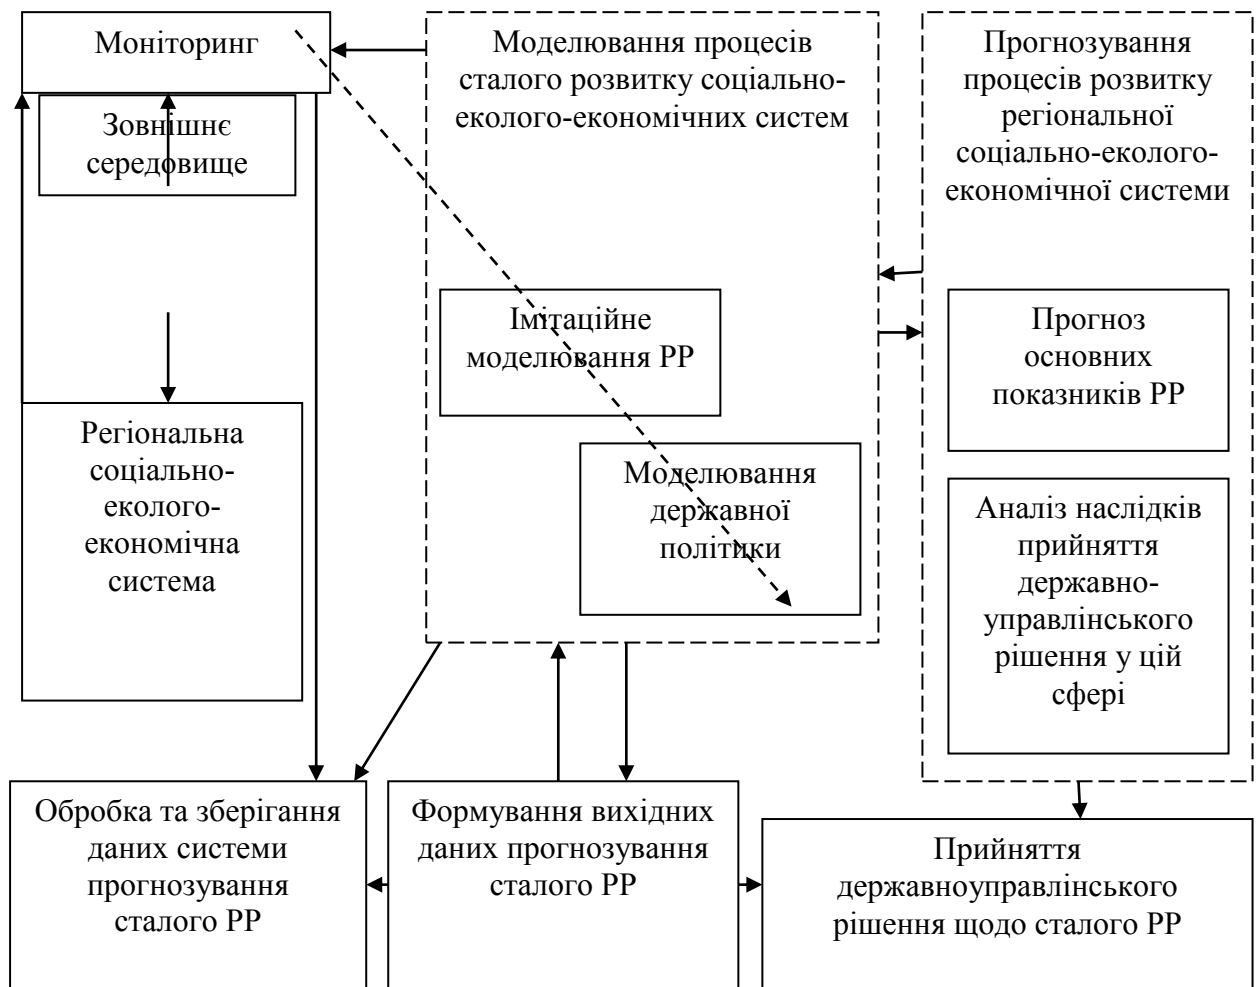 Моніторинг
Зовнішнє
середовище
Регіональна
соціально-
еколого-
економічна
система
Моделювання процесів
сталого розвитку соціально-
еколого-економічних систем
Імітаційне
моделювання РР
Моделювання
державної
політики
Прогнозування
процесів розвитку
регіональної
соціально-еколого-
економічної системи
Прогноз
основних
показників РР
Аналіз наслідків
прийняття
державно-
управлінського
рішення у цій
сфері
Обробка та зберігання
даних системи
прогнозування
сталого РР
Формування вихідних
даних прогнозування
сталого РР
Прийняття
державноуправлінського
рішення щодо сталого РР